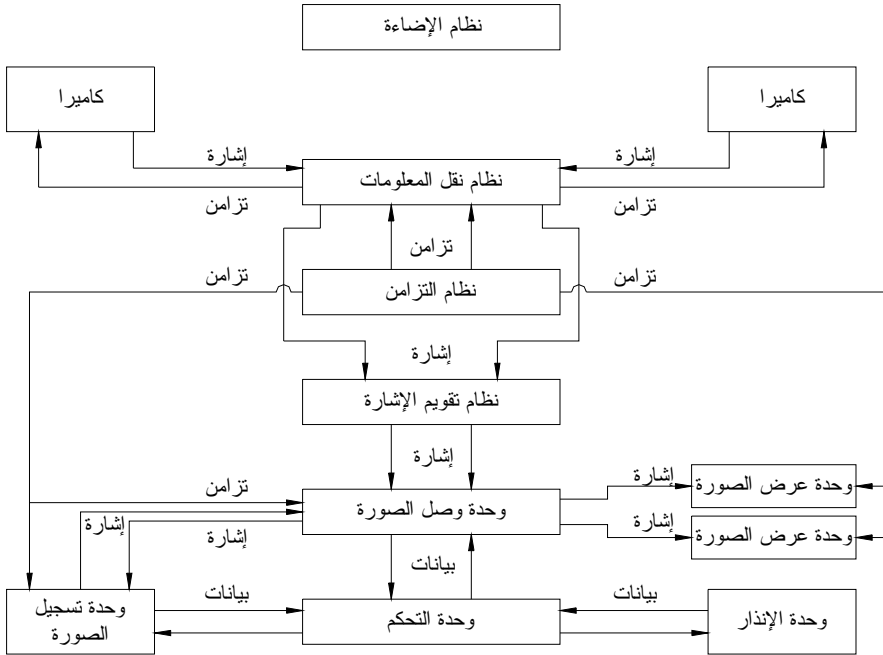 نظام الإضاءة
كاميرا
كاميرا
إشارة
إشارة
نظام نقل المعلومات
تزامن
تزامن
تزامن
تزامن
تزامن
نظام التزامن
إشارة
نظام تقويم الإشارة
إشارة
إشارة
وحدة عرض الصورة
تزامن
وحدة وصل الصورة
إشارة
وحدة عرض الصورة
إشارة
إشارة
بيانات
وحدة تسجيل
الصورة
بيانات
وحدة التحكم
بيانات
وحدة الإنذار